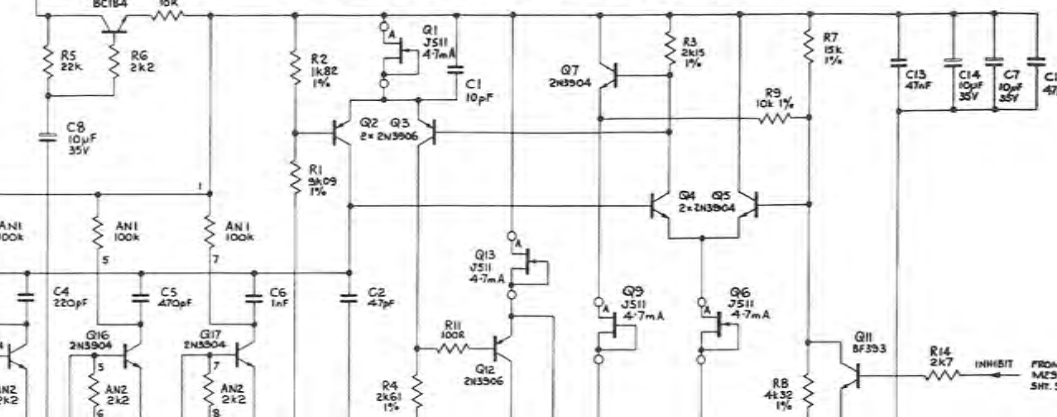 BC184
10K
R5
22k
R6
2k2
C8
10µF
35V
R2
1k82
1%
Q1
J511
4·7mA
C1
10pF
Q2 Q3
2× 2N3906
R1
9k09
1%
Q7
2N3904
R3
2k15
1%
R7
15k
1%
R9
10k 1%
C13
47nF
C14
10µF
35V
C7
10µF
35V
Q4 Q5
2×2N3904
1
AN1
100k
AN1
100k
5
AN1
100k
7
C4
220pF
C5
470pF
C6
1nF
C2
47pF
Q13
J511
4·7mA
A
A
A
A
Q9
J511
4·7mA
Q6
J511
4·7mA
Q16
2N3904
5
AN2
2k2
6
Q17
2N3904
7
AN2
2k2
8
AN2
2k2
R11
100R
R4
2k61
1%
Q12
2N3906
Q11
BF393
R8
4k32
1%
R14
2k7
INHIBIT
FROM